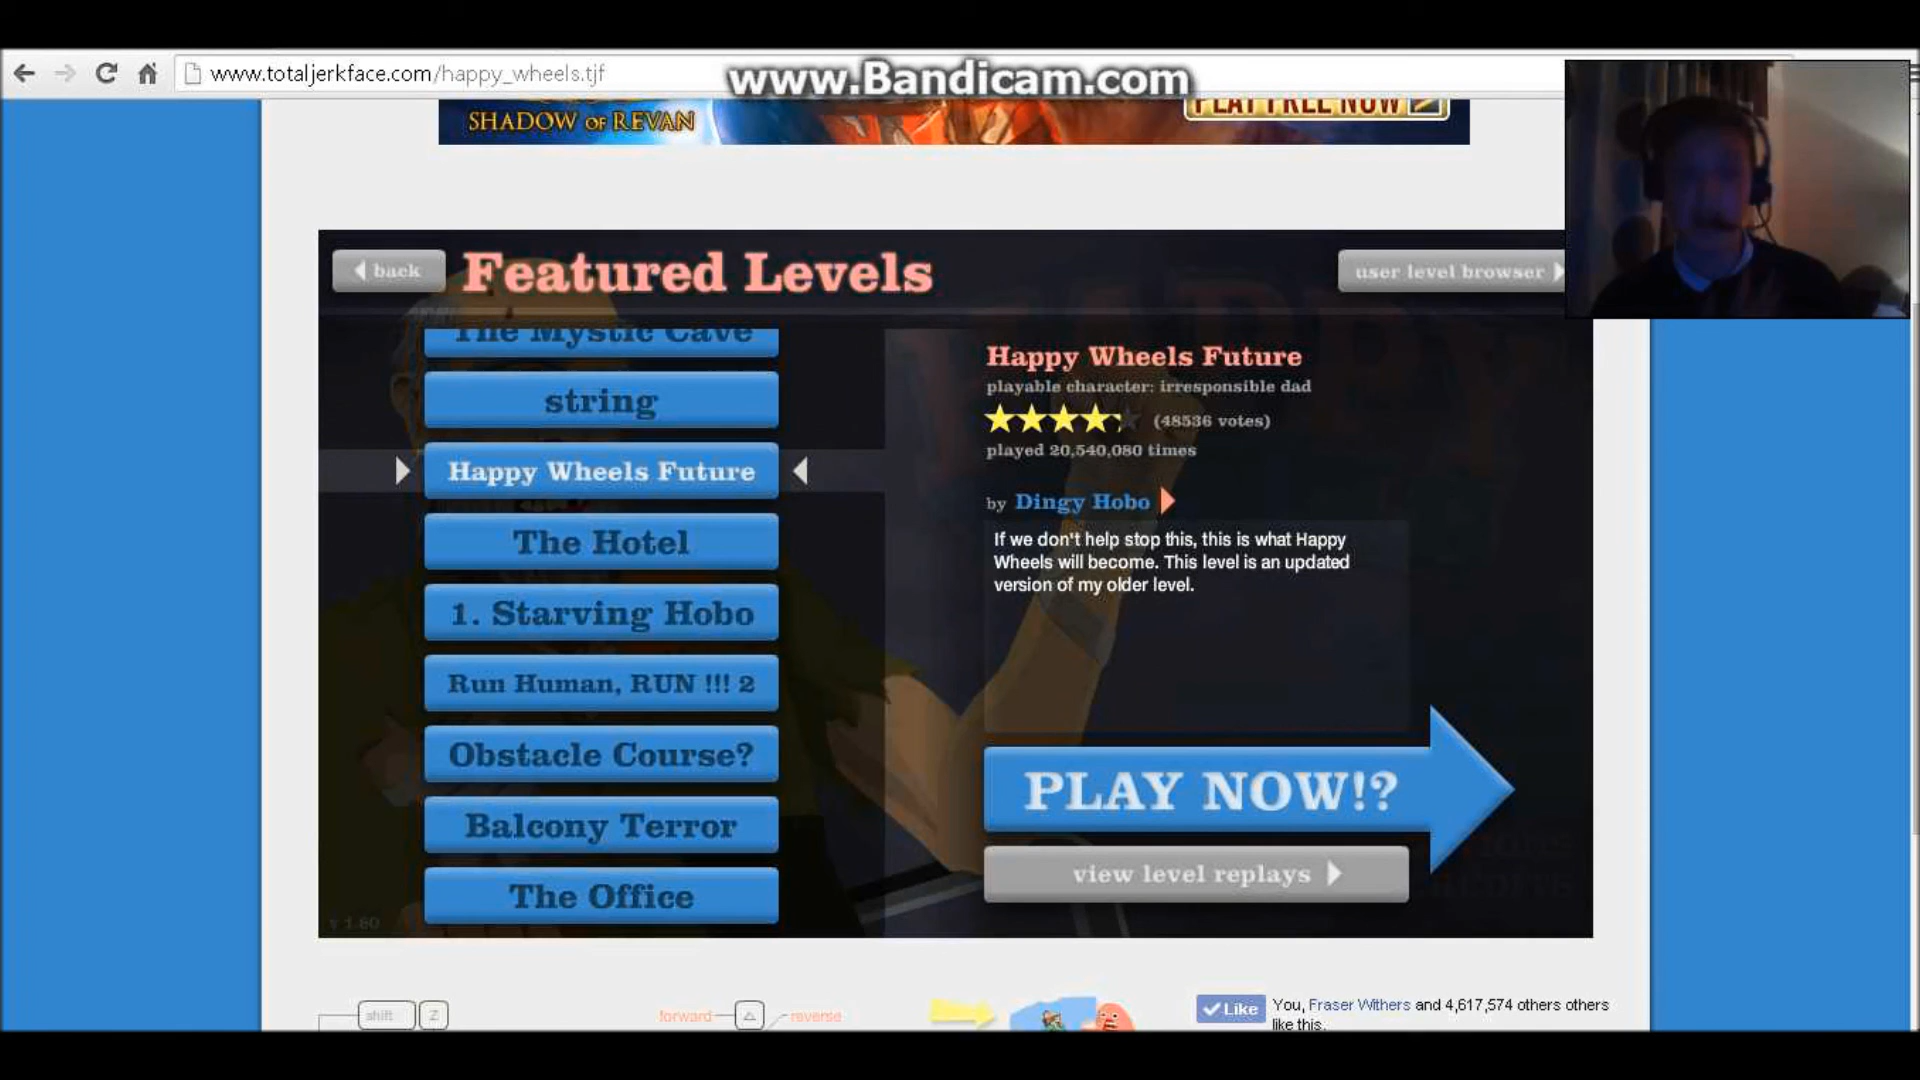 www.totaljerkface.com/happy_wheels.tjf
www.Bandicam.com
SHADOW OF REVAN
PLAY FREE NOW
back
Featured Levels
user level browser
The Mystic Cave
string
Happy Wheels Future
The Hotel
1. Starving Hobo
Run Human, RUN !!! 2
Obstacle Course?
Balcony Terror
The Office
v 1.80
Happy Wheels Future
playable character: irresponsible dad
(48536 votes)
played 20,540,080 times
by Dingy Hobo
If we don't help stop this, this is what Happy
Wheels will become. This level is an updated
version of my older level.
PLAY NOW!?
view level replays
shift
Z
forward
reverse
Like
You, Fraser Withers and 4,617,574 others others
like this.